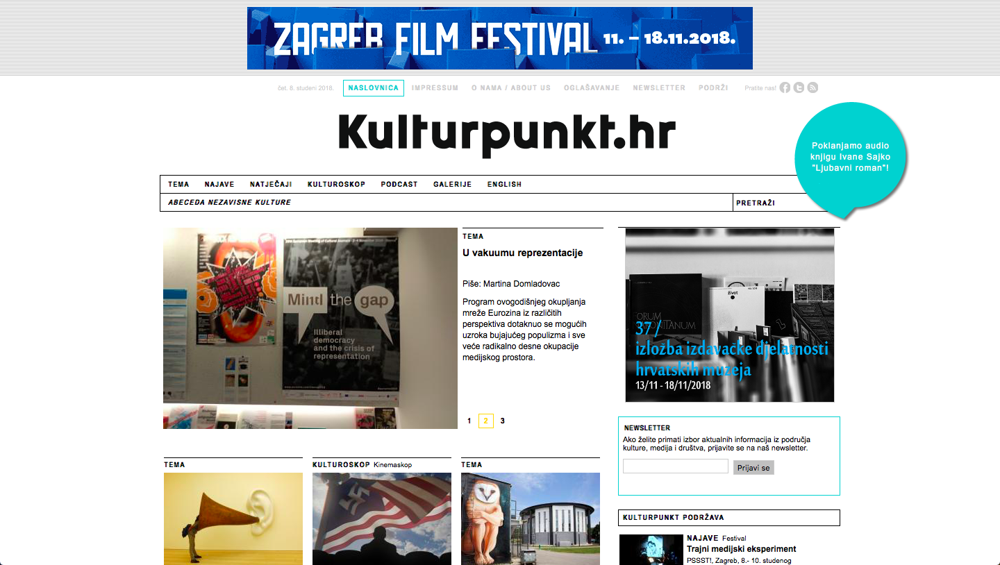 ZAGREB FILM FESTIVAL 11. – 18.11.2018.
čet. 8. studeni 2018. NASLOVNICA IMPRESSUM O NAMA / ABOUT US OGLAŠAVANJE NEWSLETTER PODRŽI Pratite nas!
Kulturpunkt.hr
Poklanjamo audio
knjigu Ivane Sajko
"Ljubavni roman"!
TEMA NAJAVE NATJEČAJI KULTUROSKOP PODCAST GALERIJE ENGLISH
ABECEDA NEZAVISNE KULTURE PRETRAŽI
Mind the gap
Illiberal
democracy
and the crisis of
representation
TEMA
U vakuumu reprezentacije
Piše: Martina Domladovac
Program ovogodišnjeg okupljanja
mreže Eurozina iz različitih
perspektiva dotaknuo se mogućih
uzroka bujajućeg populizma i sve
veće radikalno desne okupacije
medijskog prostora.
1 2 3
život
37 /
izložba izdavačke djelatnosti
hrvatskih muzeja
13/11 - 18/11/2018
NEWSLETTER
Ako želite primati izbor aktualnih informacija iz područja
kulture, medija i društva, prijavite se na naš newsletter.
Prijavi se
TEMA
KULTUROSKOP Kinemaskop
TEMA
KULTURPUNKT PODRŽAVA
NAJAVE Festival
Trajni medijski eksperiment
PSSST!, Zagreb, 8.- 10. studenog